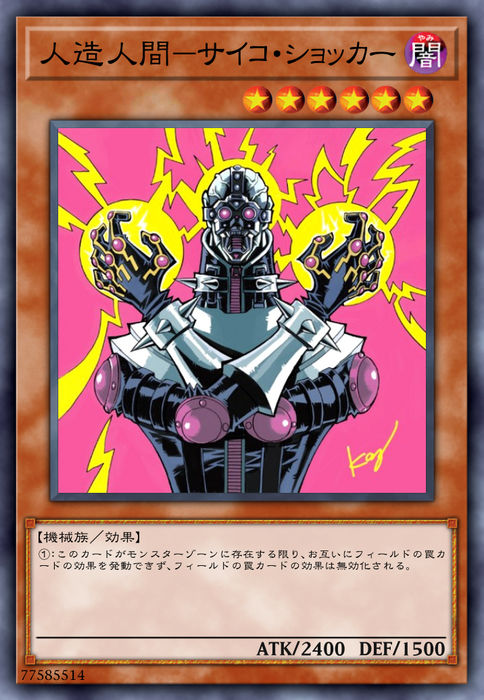 人造人間－サイコ・ショッカー
やみ
闇
Kaz
【機械族／効果】
①：このカードがモンスターゾーンに存在する限り、お互いにフィールドの罠カ
ードの効果を発動できず、フィールドの罠カードの効果は無効化される。
ATK/2400 DEF/1500
77585514